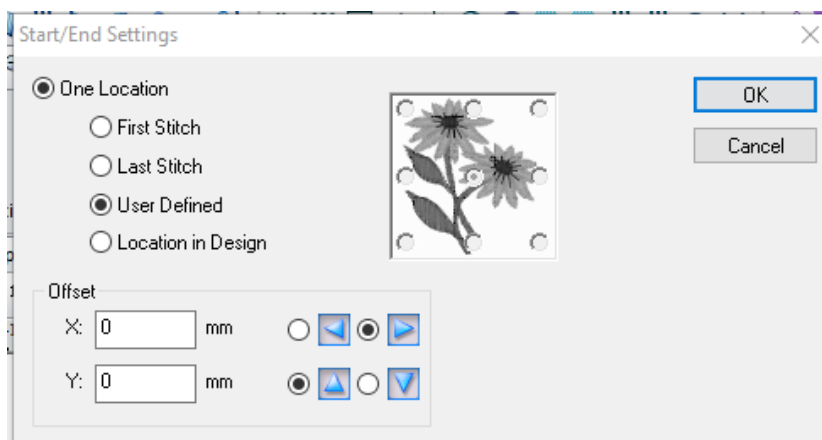 Start/End Settings
One Location
First Stitch
Last Stitch
User Defined
Location in Design
OK
Cancel
Offset
X: 0 mm
Y: 0 mm